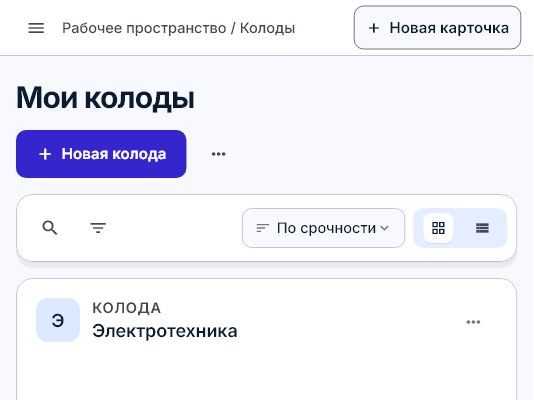 Рабочее пространство / Колоды
+ Новая карточка
Мои колоды
+ Новая колода
По срочности
Э
КОЛОДА
Электротехника